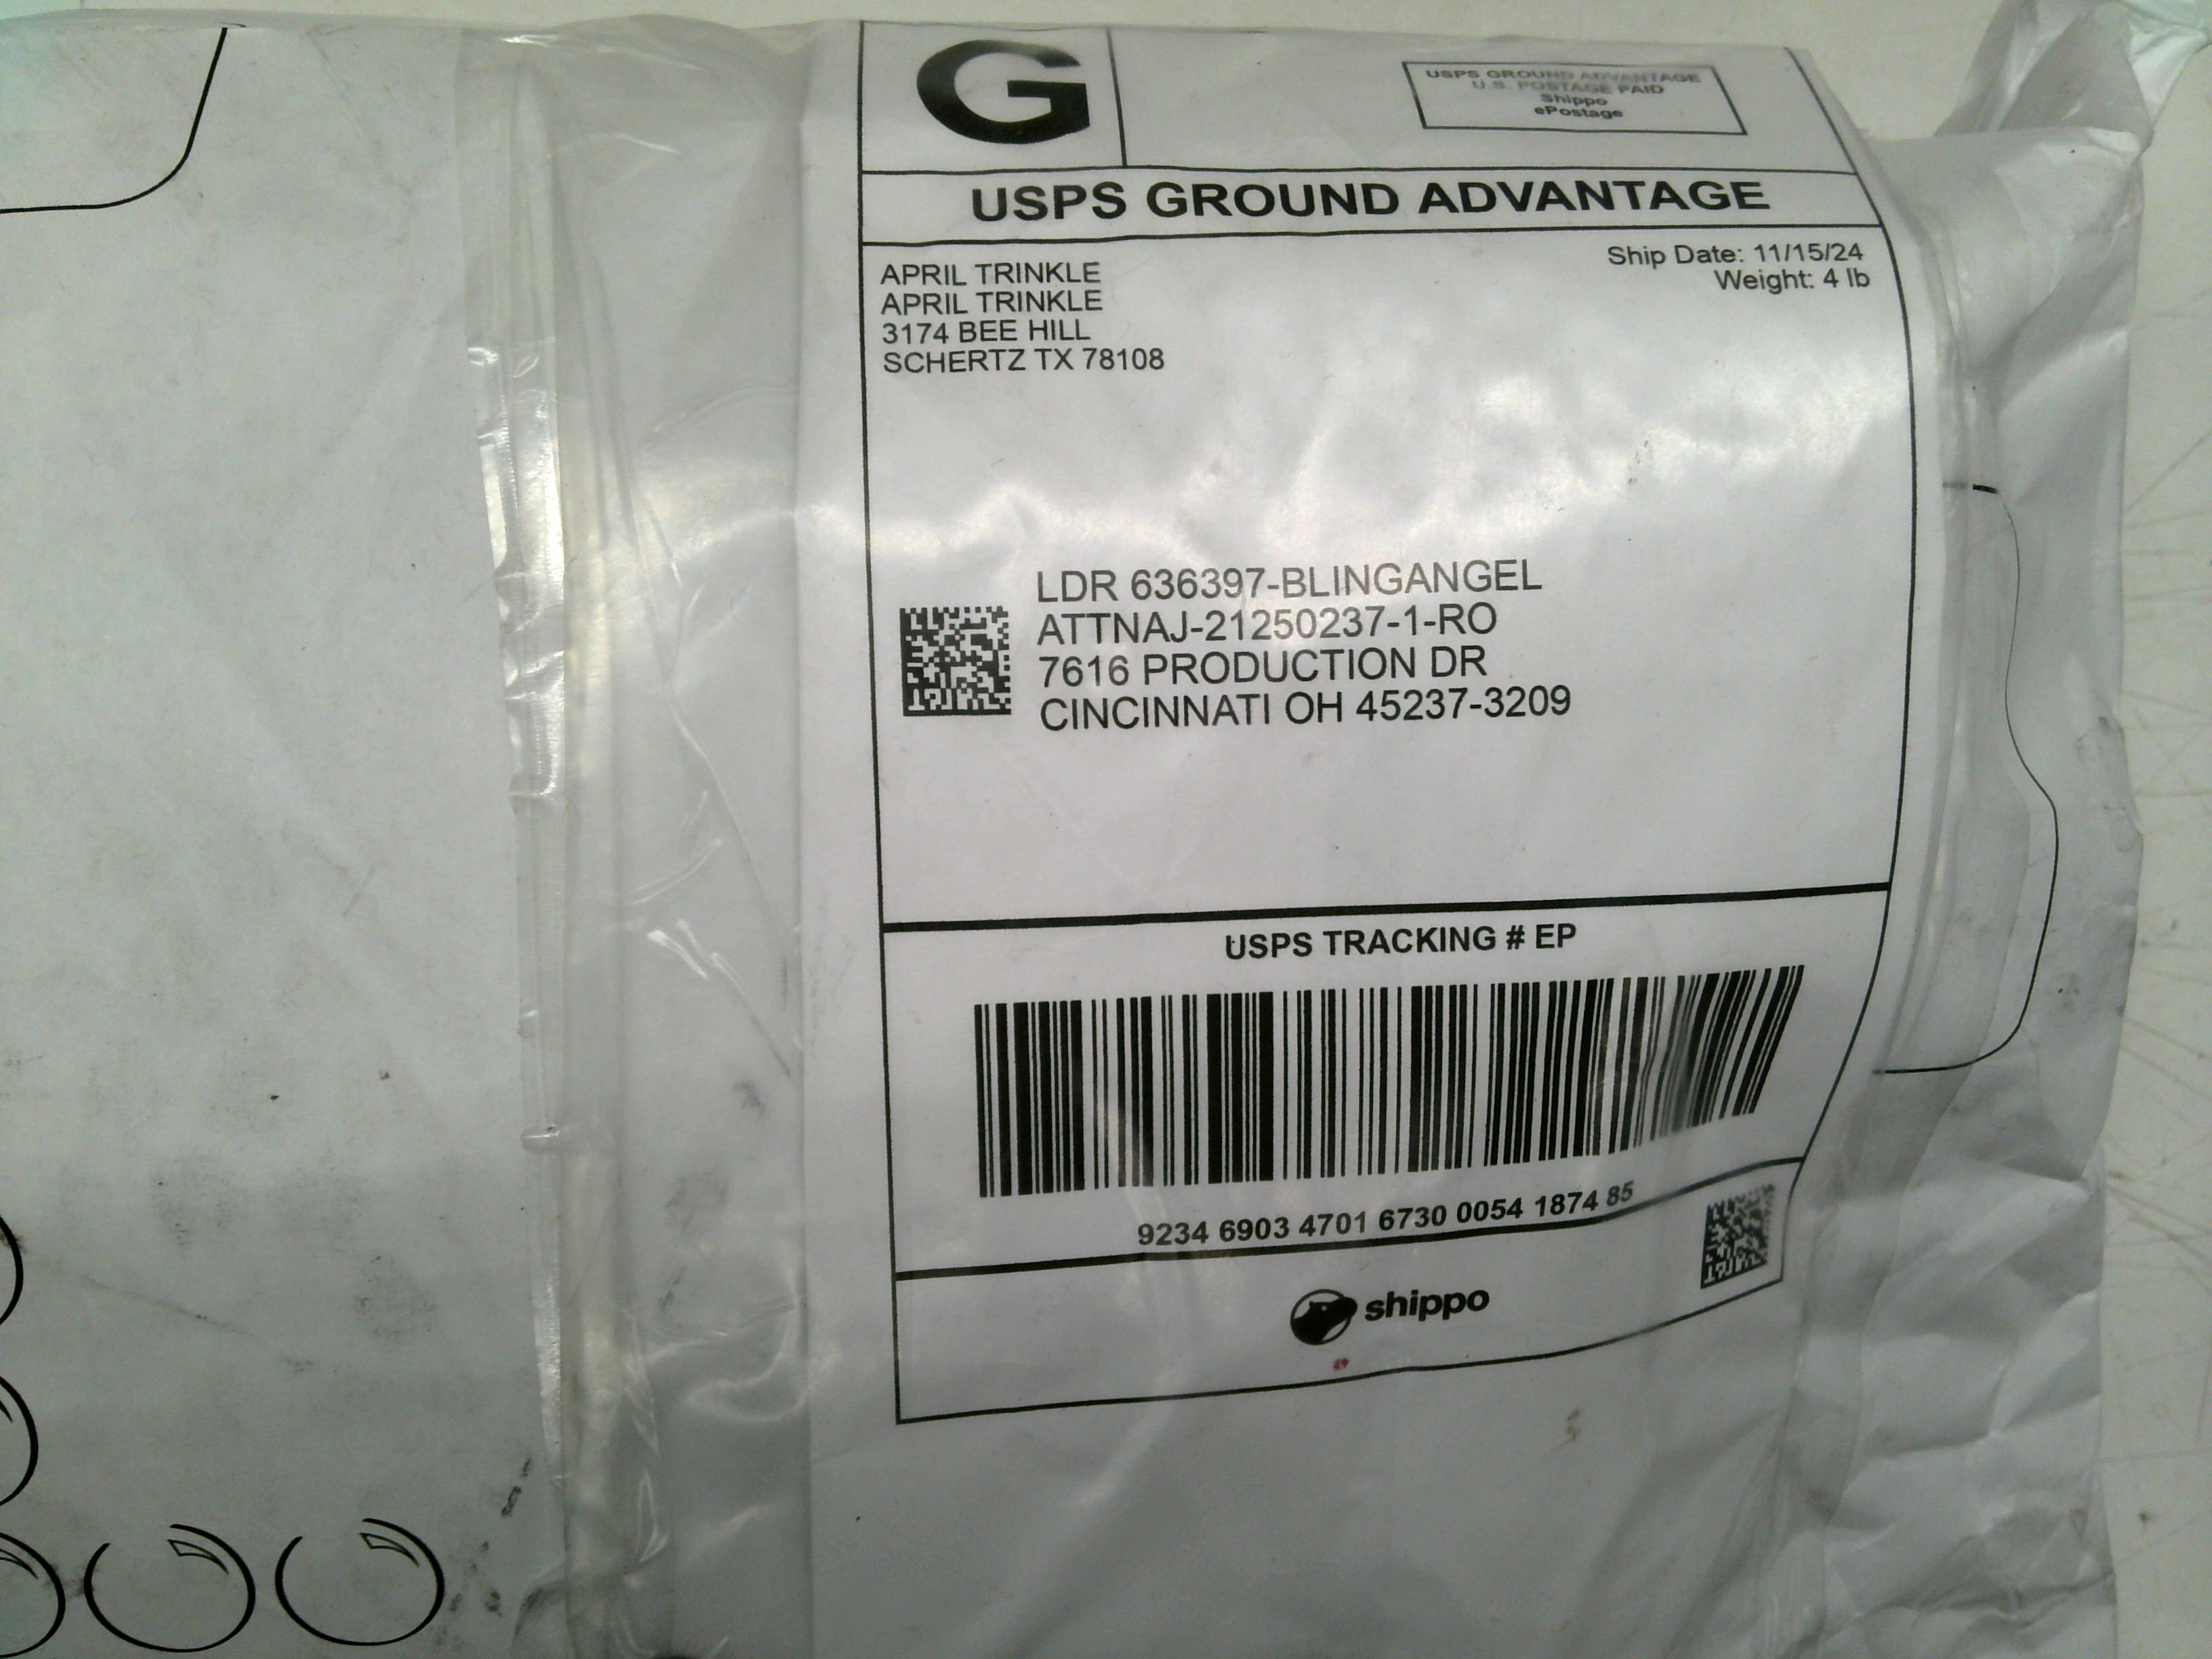 G
USPS GROUND ADVANTAGE
U.S. POSTAGE PAID
Shippo
ePostage
USPS GROUND ADVANTAGE
Ship Date: 11/15/24
Weight: 4 lb
APRIL TRINKLE
APRIL TRINKLE
3174 BEE HILL
SCHERTZ TX 78108
LDR 636397-BLINGANGEL
ATTNAJ-21250237-1-RO
7616 PRODUCTION DR
CINCINNATI OH 45237-3209
USPS TRACKING # EP
9234 6903 4701 6730 0054 1874 85
shippo